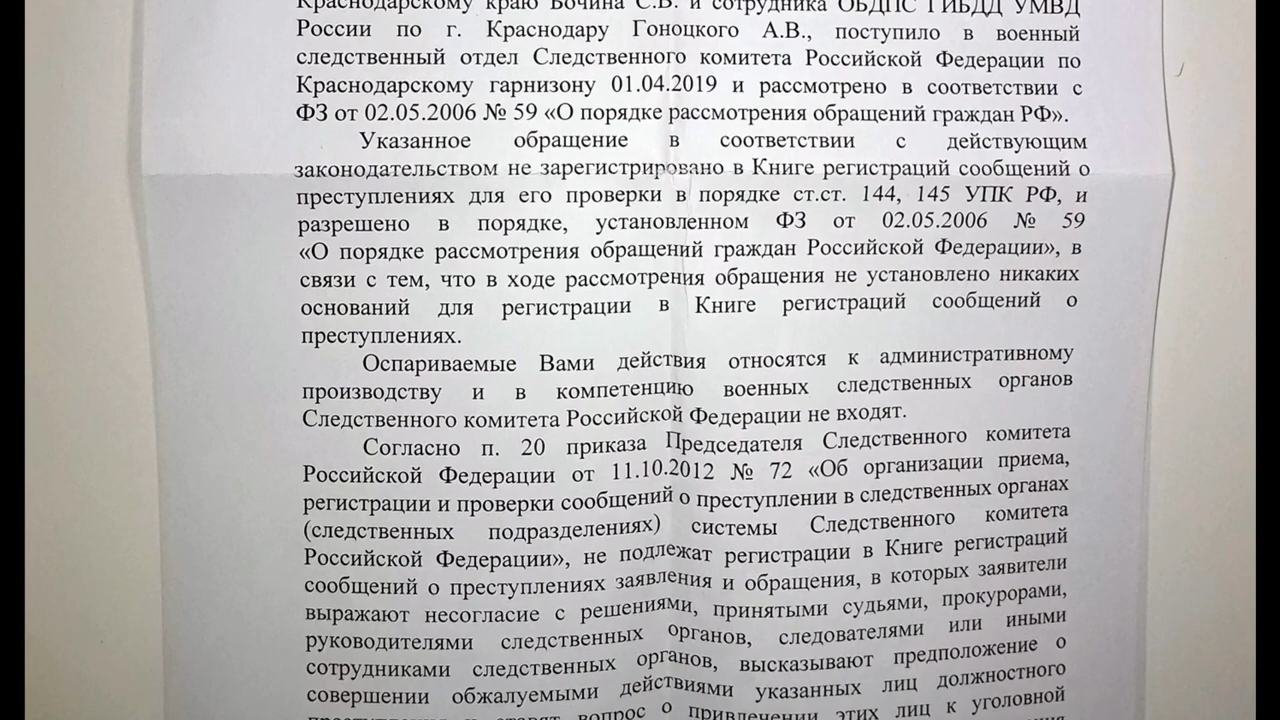 Краснодарскому краю Бочина С.В. и сотрудника ОБДПС ГИБДД УМВД
России по г. Краснодару Гоноцкого А.В., поступило в военный
следственный отдел Следственного комитета Российской Федерации по
Краснодарскому гарнизону 01.04.2019 и рассмотрено в соответствии с
ФЗ от 02.05.2006 № 59 «О порядке рассмотрения обращений граждан РФ».
Указанное обращение в соответствии с действующим
законодательством не зарегистрировано в Книге регистраций сообщений о
преступлениях для его проверки в порядке ст.ст. 144, 145 УПК РФ, и
разрешено в порядке, установленном ФЗ от 02.05.2006 № 59
«О порядке рассмотрения обращений граждан Российской Федерации», в
связи с тем, что в ходе рассмотрения обращения не установлено никаких
оснований для регистрации в Книге регистраций сообщений о
преступлениях.
Оспариваемые Вами действия относятся к административному
производству и в компетенцию военных следственных органов
Следственного комитета Российской Федерации не входят.
Согласно п. 20 приказа Председателя Следственного комитета
Российской Федерации от 11.10.2012 № 72 «Об организации приема,
регистрации и проверки сообщений о преступлении в следственных органах
(следственных подразделениях) системы Следственного комитета
Российской Федерации», не подлежат регистрации в Книге регистраций
сообщений о преступлениях заявления и обращения, в которых заявители
выражают несогласие с решениями, принятыми судьями, прокурорами,
руководителями следственных органов, следователями или иными
сотрудниками следственных органов, высказывают предположение о
совершении обжалуемыми действиями указанных лиц должностного
вопрос о привлечении этих лиц к уголовной